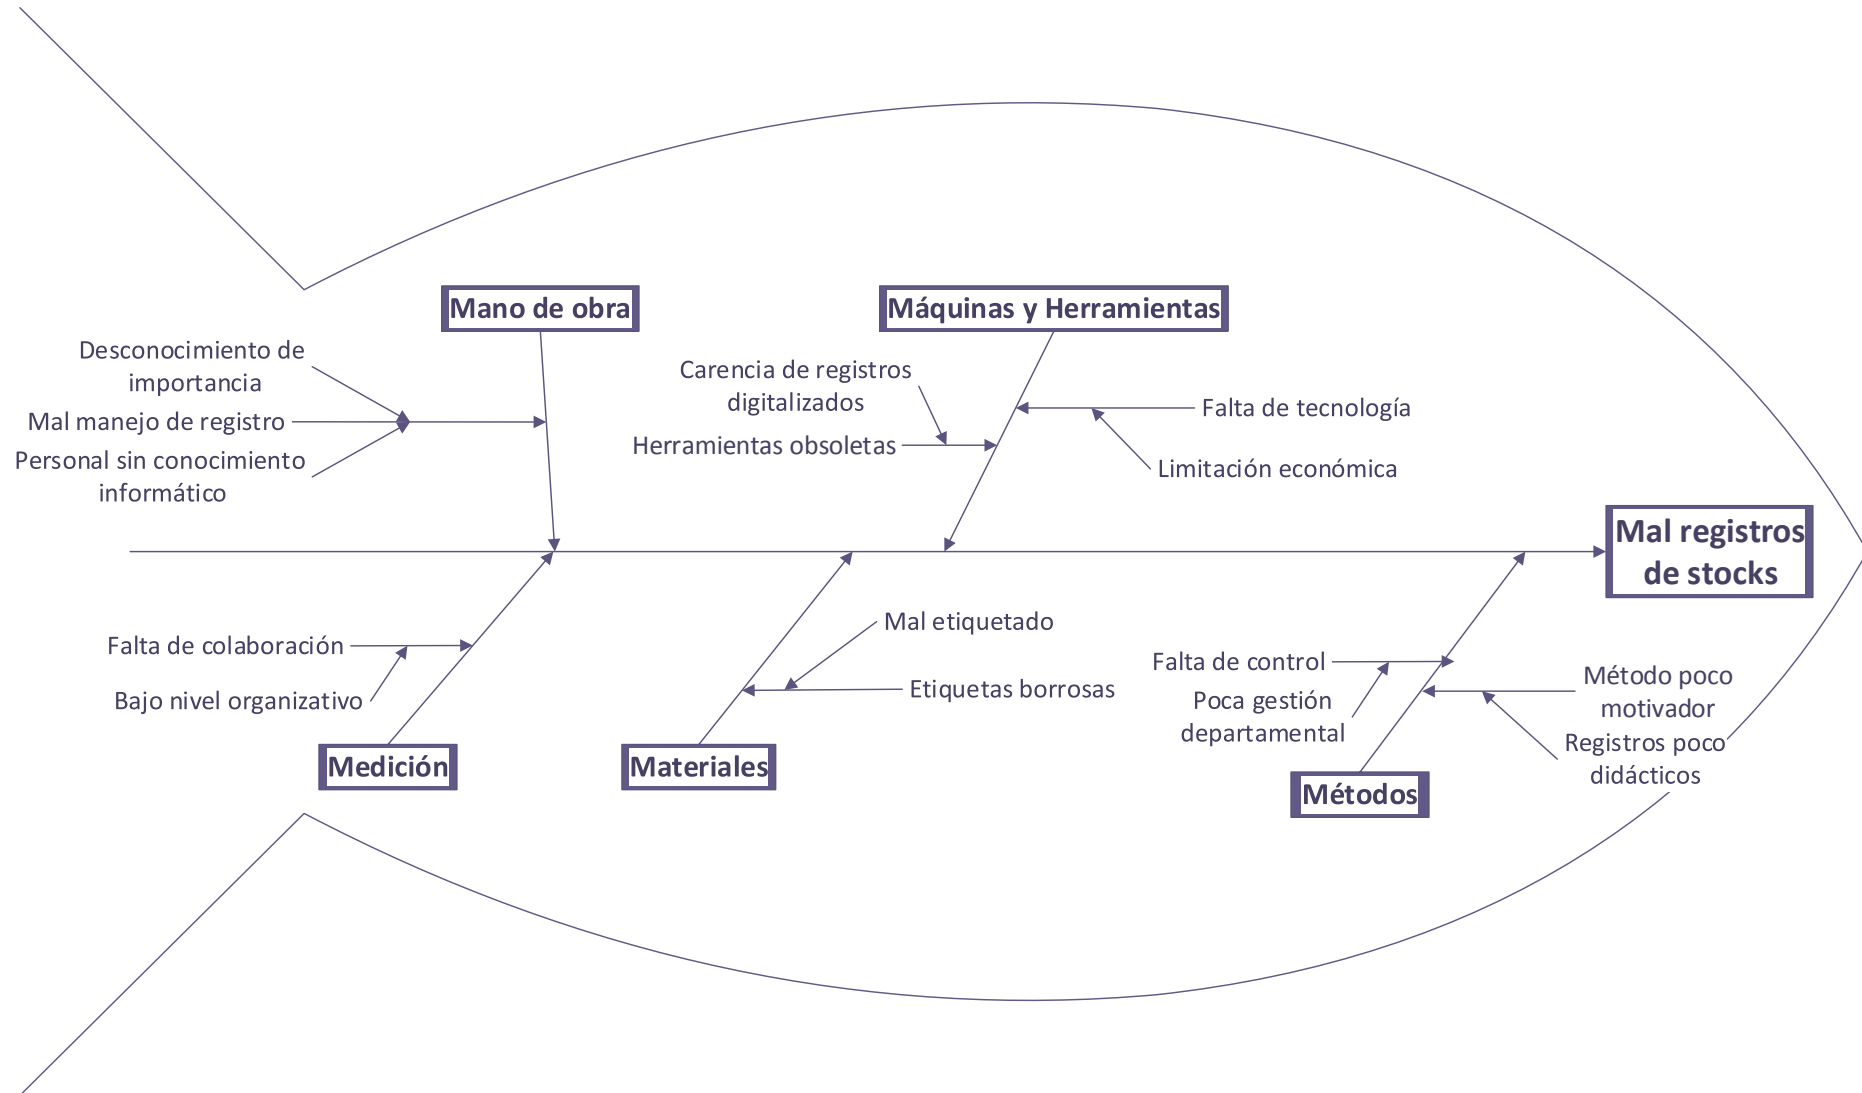 Mano de obra
Máquinas y Herramientas
Desconocimiento de
importancia
Mal manejo de registro
Personal sin conocimiento
informático
Carencia de registros
digitalizados
Herramientas obsoletas
Falta de tecnología
Limitación económica
Mal registros
de stocks
Falta de colaboración
Bajo nivel organizativo
Mal etiquetado
Etiquetas borrosas
Falta de control
Poca gestión
departamental
Método poco
motivador
Registros poco
didácticos
Medición
Materiales
Métodos